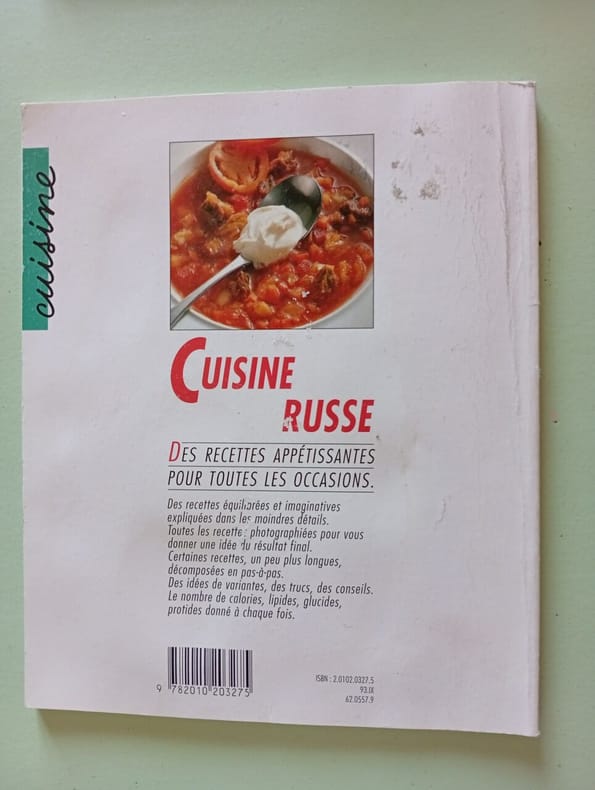 cuisine
CUISINE
RUSSE
DES RECETTES APPÉTISSANTES
POUR TOUTES LES OCCASIONS.
Des recettes équilibrées et imaginatives
expliquées dans les moindres détails.
Toutes les recettes photographiées pour vous
donner une idée du résultat final.
Certaines recettes, un peu plus longues,
décomposées en pas-à-pas.
Des idées de variantes, des trucs, des conseils.
Le nombre de calories, lipides, glucides,
protides donné à chaque fois.
9 782010 203275
ISBN : 2.0102.0327.5
93.IX
62.0557.9